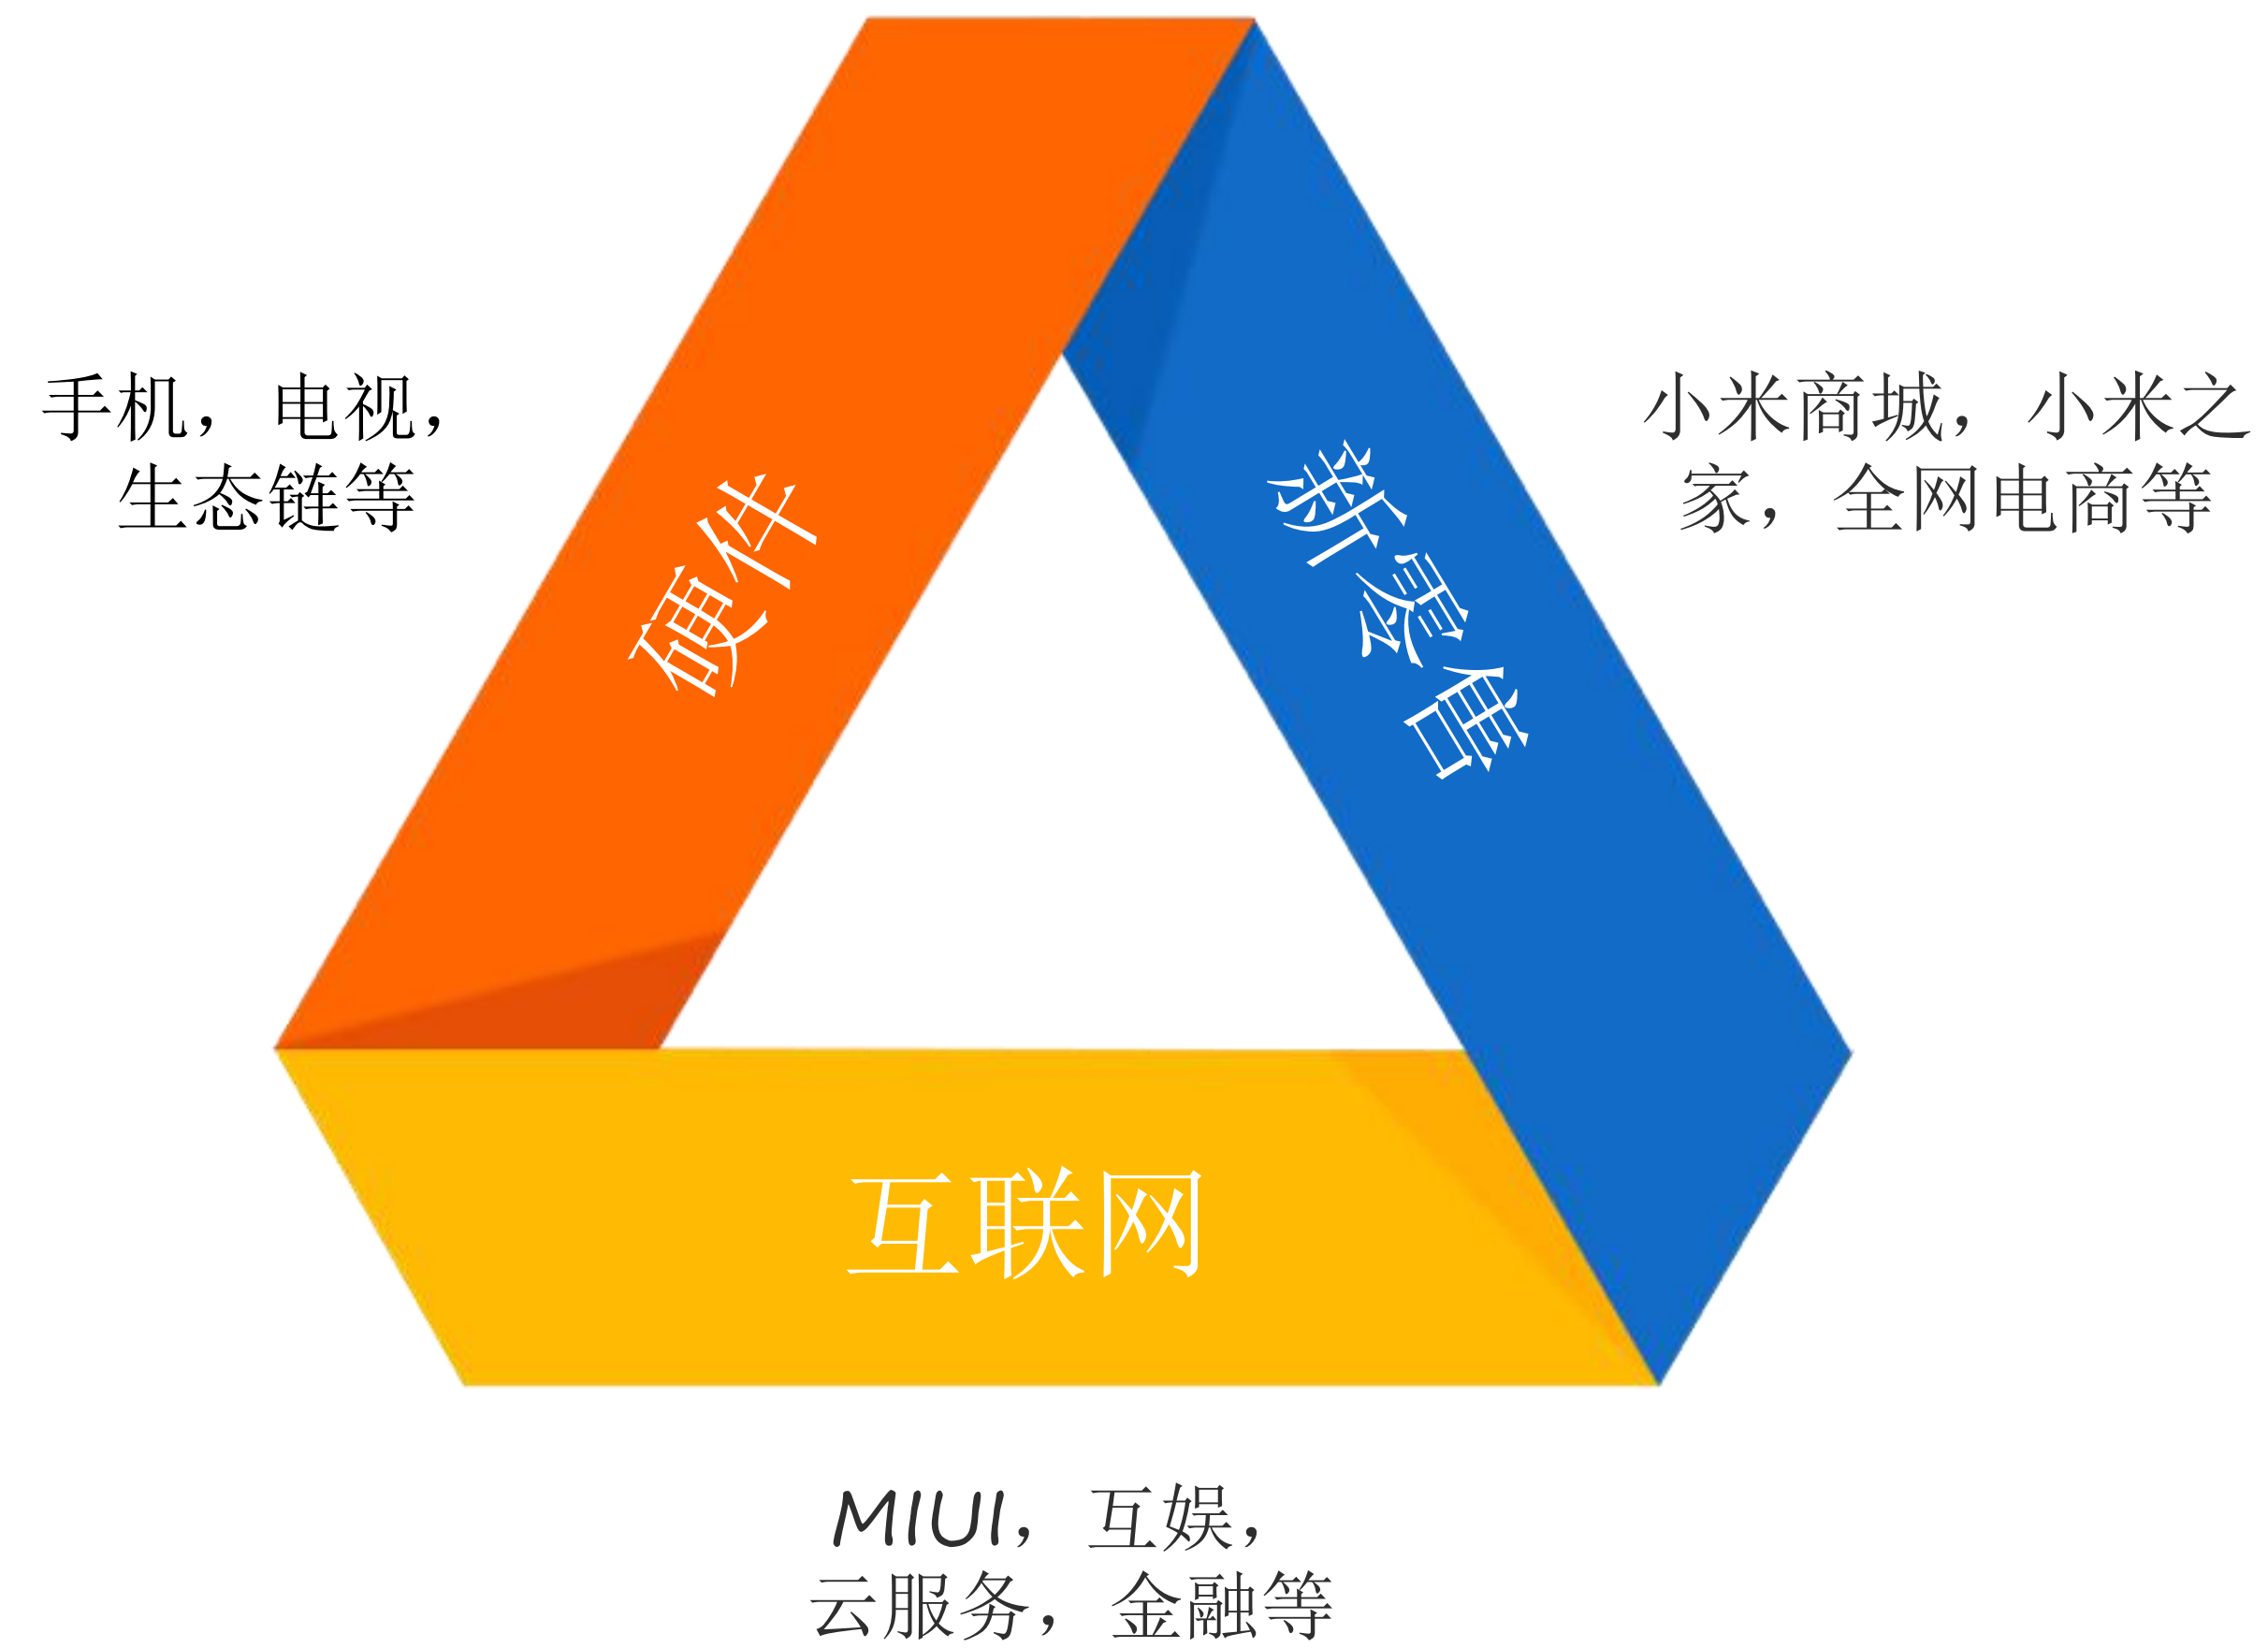 手机，电视，
生态链等
硬件
新零售
小米商城，小米之
家，全网电商等
互联网
MIUI，互娱，
云服务，金融等